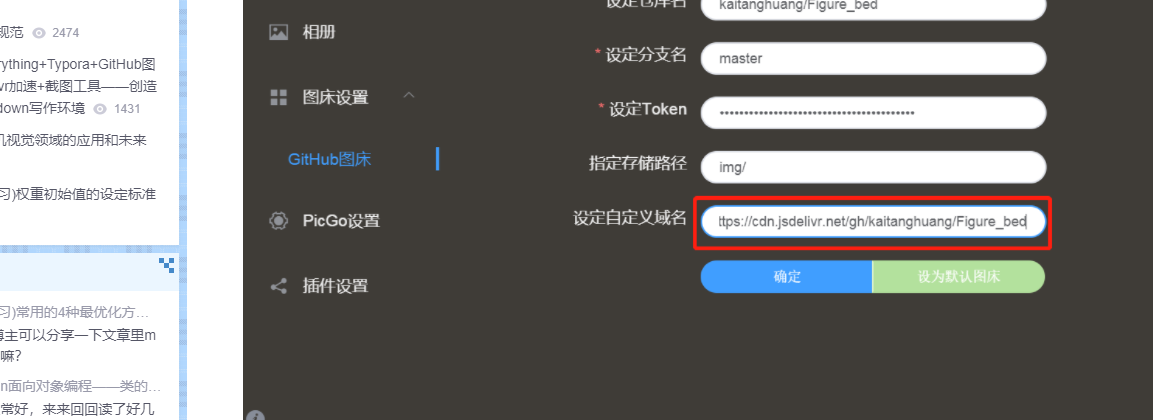 规范 2474
rything+Typora+GitHub图
vr加速+截图工具——创造
down写作环境 1431
几视觉领域的应用和未来
习)权重初始值的设定标准
习)常用的4种最优化方…
博主可以分享一下文章里m
嘛?
n面向对象编程——类的…
常好，来来回回读了好几
相册
图床设置
GitHub图床
PicGo设置
插件设置
设定仓库名 kaitanghuang/Figure_bed
* 设定分支名 master
* 设定Token
指定存储路径 img/
设定自定义域名 ttps://cdn.jsdelivr.net/gh/kaitanghuang/Figure_bed
确定 设为默认图床